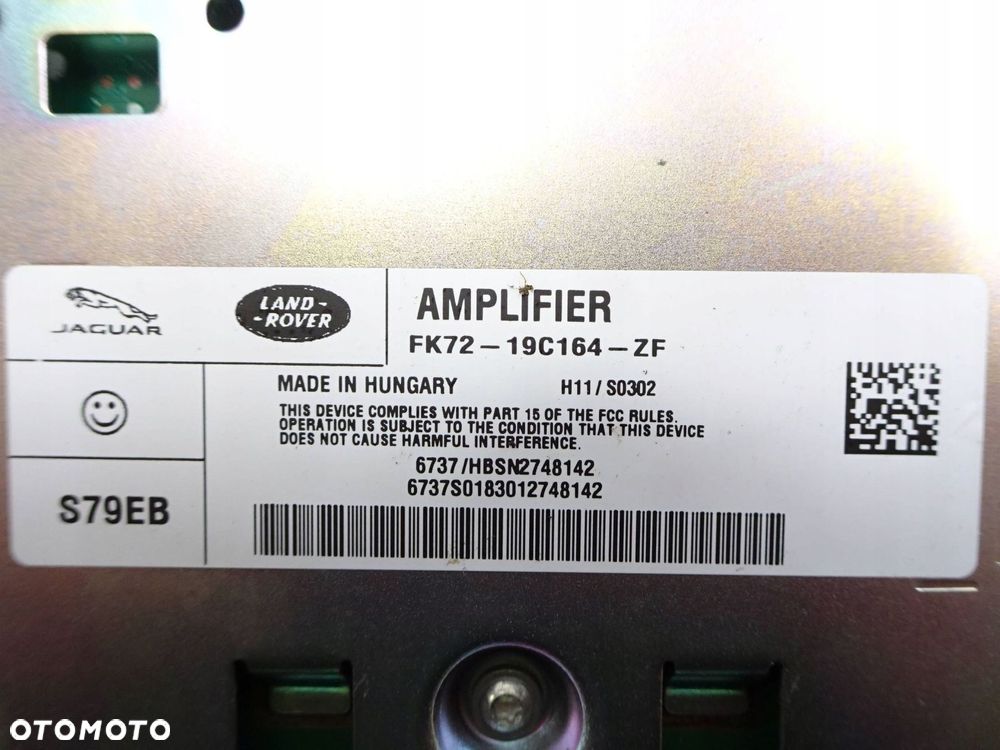 JAGUAR
LAND-
-ROVER
AMPLIFIER
FK72-19C164-ZF
MADE IN HUNGARY H11/S0302
THIS DEVICE COMPLIES WITH PART 15 OF THE FCC RULES.
OPERATION IS SUBJECT TO THE CONDITION THAT THIS DEVICE
DOES NOT CAUSE HARMFUL INTERFERENCE.
6737/HBSN2748142
6737S0183012748142
S79EB
OTOMOTO